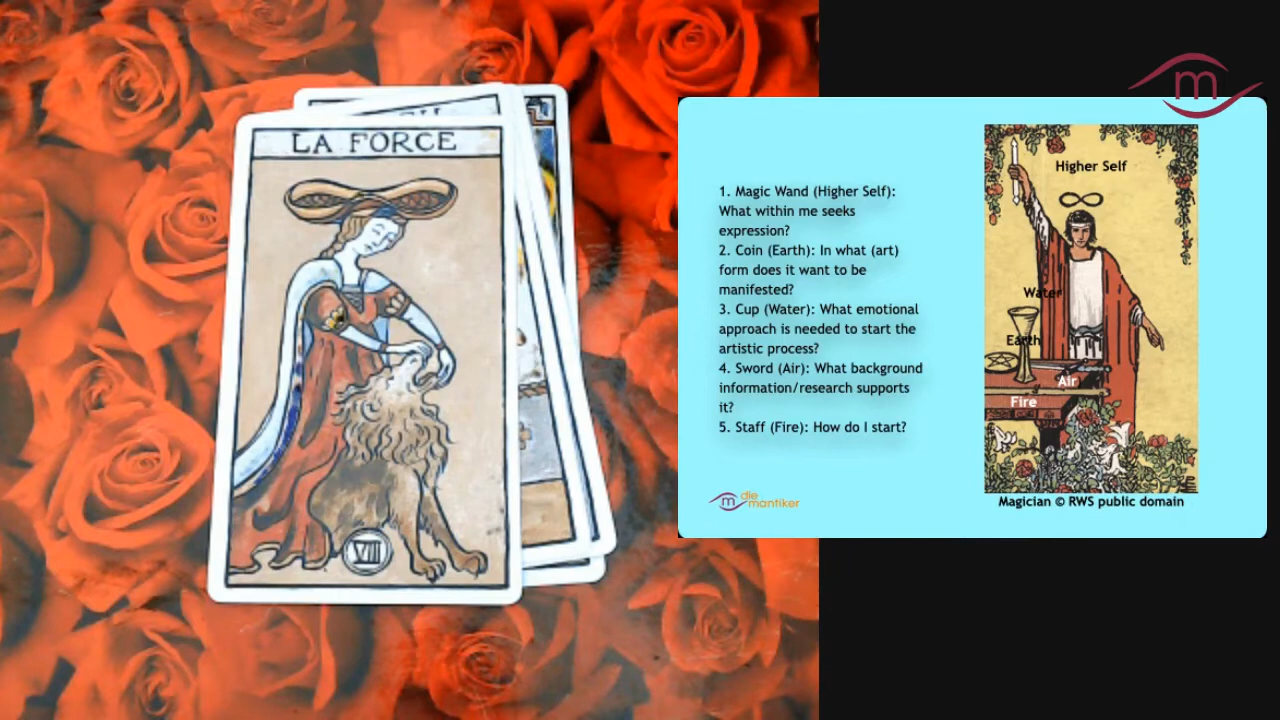 LA FORCE
VIII
m
1. Magic Wand (Higher Self):
What within me seeks
expression?
2. Coin (Earth): In what (art)
form does it want to be
manifested?
3. Cup (Water): What emotional
approach is needed to start the
artistic process?
4. Sword (Air): What background
information/research supports
it?
5. Staff (Fire): How do I start?
m die
mantiker
Higher Self
Water
Earth
Air
Fire
Magician © RWS public domain